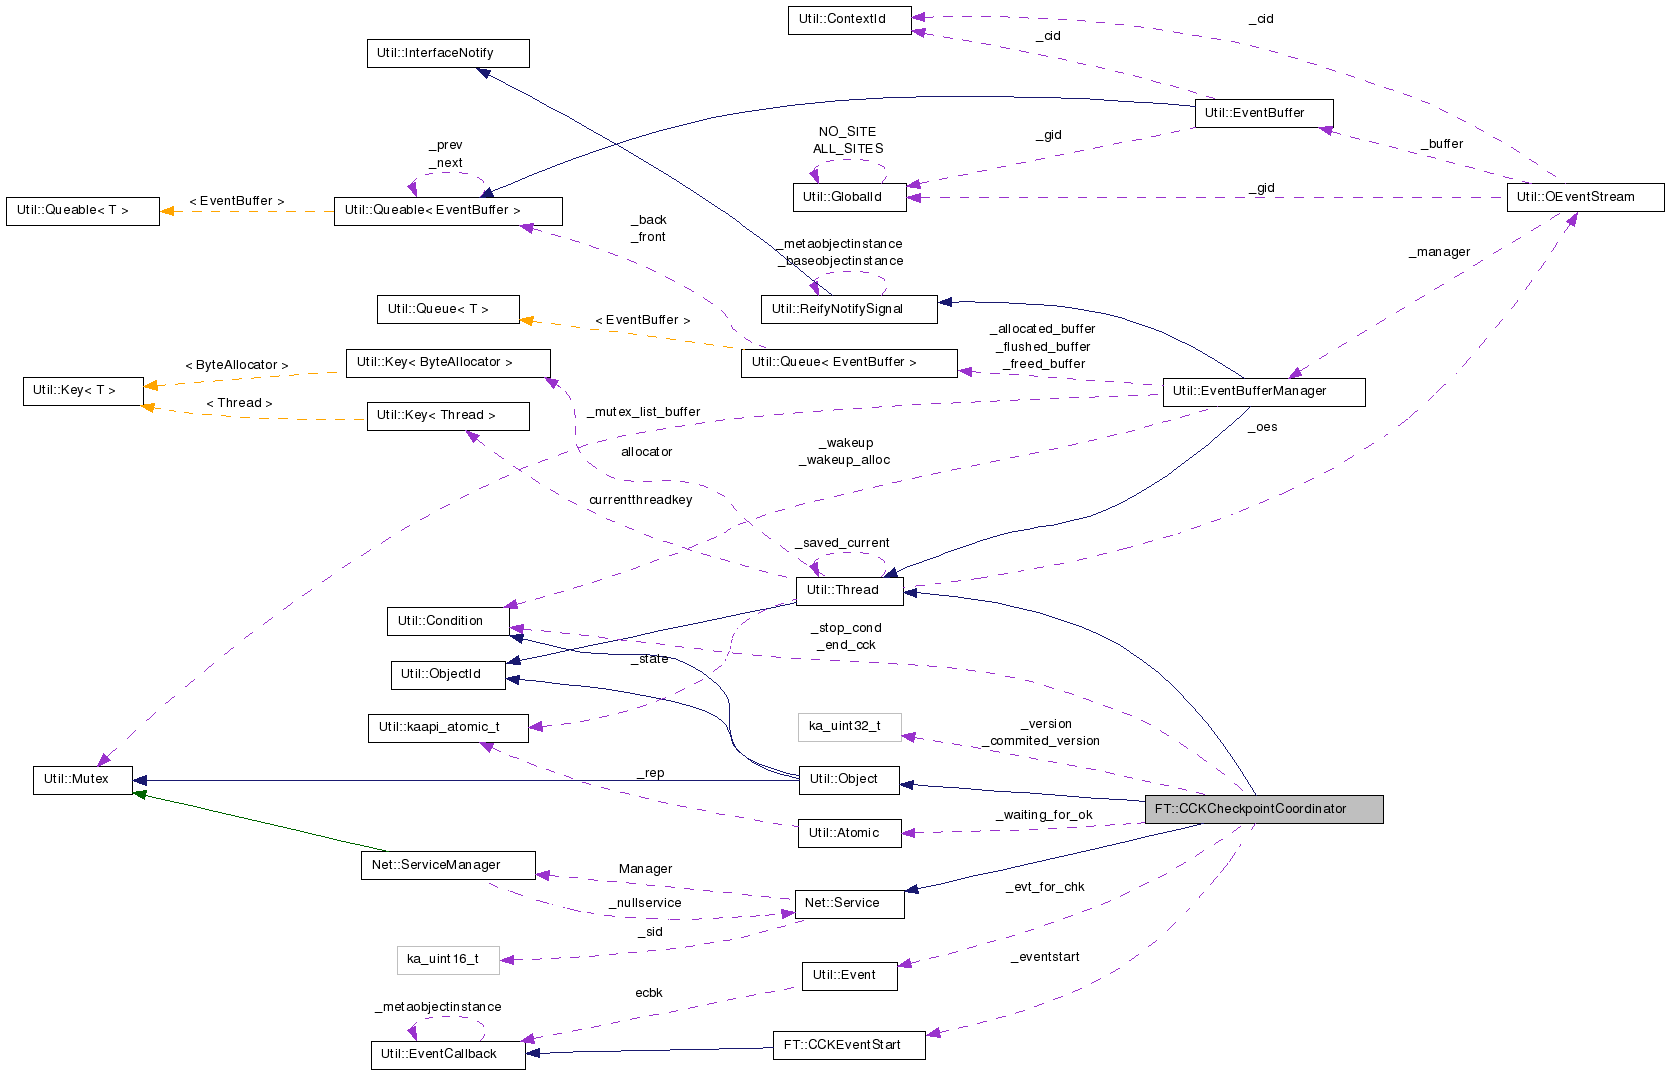 Util::ContextId
_cid
_cid
Util::InterfaceNotify
Util::EventBuffer
NO_SITE
ALL_SITES
_gid
_buffer
_prev
_next
Util::Queable< T >
< EventBuffer >
Util::Queable< EventBuffer >
Util::GlobalId
_gid
Util::OEventStream
_back
_front
_metaobjectinstance
_baseobjectinstance
_manager
Util::Queue< T >
< EventBuffer >
Util::ReifyNotifySignal
_allocated_buffer
_flushed_buffer
_freed_buffer
Util::Key< T >
< ByteAllocator >
< Thread >
Util::Key< ByteAllocator >
Util::Queue< EventBuffer >
Util::EventBufferManager
Util::Key< Thread >
_mutex_list_buffer
_oes
allocator
_wakeup
_wakeup_alloc
currentthreadkey
_saved_current
Util::Thread
Util::Condition
_stop_cond
_end_cck
Util::ObjectId
_state
Util::kaapi_atomic_t
ka_uint32_t
_version
_commited_version
Util::Mutex
_rep
Util::Object
FT::CCKCheckpointCoordinator
Util::Atomic
_waiting_for_ok
Net::ServiceManager
Manager
_nullservice
Net::Service
_evt_for_chk
_sid
ka_uint16_t
Util::Event
_eventstart
ecbk
_metaobjectinstance
Util::EventCallback
FT::CCKEventStart